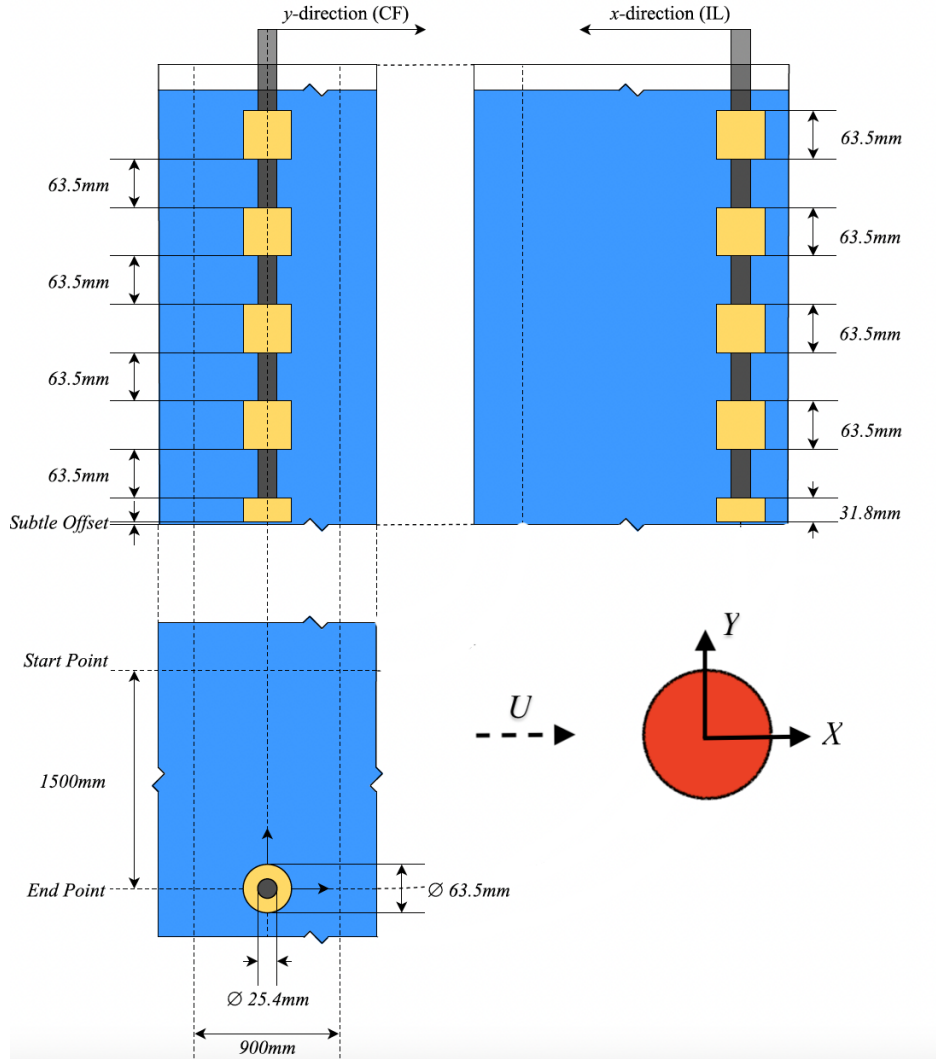 y-direction (CF)
x-direction (IL)
63.5mm
63.5mm
63.5mm
63.5mm
Subtle Offset
63.5mm
63.5mm
63.5mm
63.5mm
31.8mm
Start Point
1500mm
End Point
∅ 63.5mm
∅ 25.4mm
900mm
U
Y
X